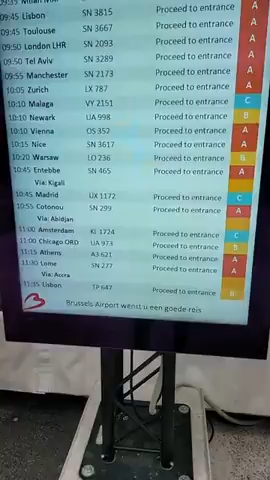 09:45 Lisbon SN 3815 Proceed to entrance A
09:45 Toulouse SN 3667 Proceed to entrance A
09:50 London LHR SN 2093 Proceed to entrance A
09:50 Tel Aviv SN 3289 Proceed to entrance A
09:55 Manchester SN 2173 Proceed to entrance A
10:05 Zurich LX 787 Proceed to entrance A
10:10 Malaga VY 2151 Proceed to entrance C
10:10 Newark UA 998 Proceed to entrance B
10:10 Vienna OS 352 Proceed to entrance A
10:15 Nice SN 3617 Proceed to entrance A
10:20 Warsaw LO 236 Proceed to entrance B
10:45 Entebbe SN 465 Proceed to entrance A
Via: Kigali
10:45 Madrid UX 1172 Proceed to entrance C
10:55 Cotonou SN 299 Proceed to entrance A
Via: Abidjan
11:00 Amsterdam KL 1724 Proceed to entrance C
11:00 Chicago ORD UA 973 Proceed to entrance B
11:15 Athens A3 621 Proceed to entrance A
11:30 Lome SN 277 Proceed to entrance A
Via: Accra
11:35 Lisbon TP 647 Proceed to entrance B
Brussels Airport wenst u een goede reis